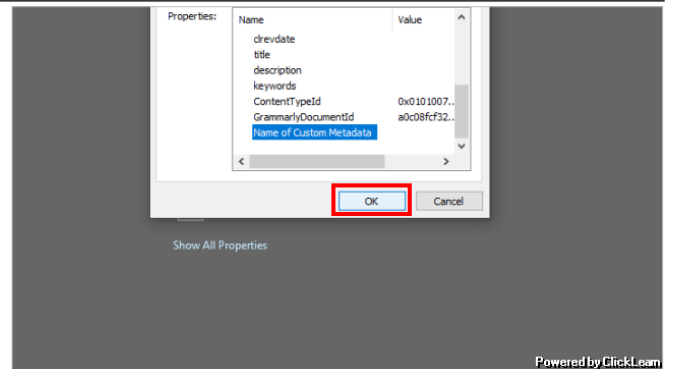 Properties:
Name Value
drevdate
title
description
keywords
ContentTypeId 0x0101007..
GrammarlyDocumentId a0c08fcf32..
Name of Custom Metadata
OK Cancel
Show All Properties
Powered by ClickLearn